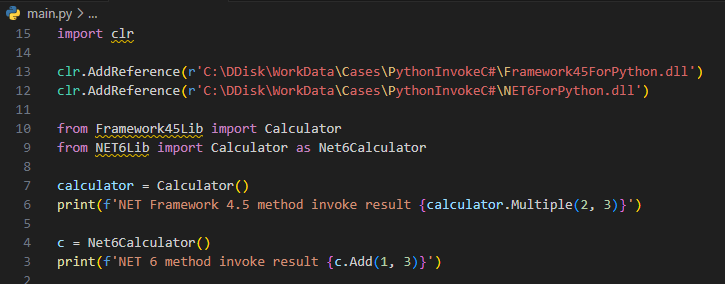 main.py > ...
15 import clr
14
13 clr.AddReference(r'C:\DDisk\WorkData\Cases\PythonInvokeC#\Framework45ForPython.dll')
12 clr.AddReference(r'C:\DDisk\WorkData\Cases\PythonInvokeC#\NET6ForPython.dll')
11
10 from Framework45Lib import Calculator
9 from NET6Lib import Calculator as Net6Calculator
8
7 calculator = Calculator()
6 print(f'NET Framework 4.5 method invoke result {calculator.Multiple(2, 3)}')
5
4 c = Net6Calculator()
3 print(f'NET 6 method invoke result {c.Add(1, 3)}')
2